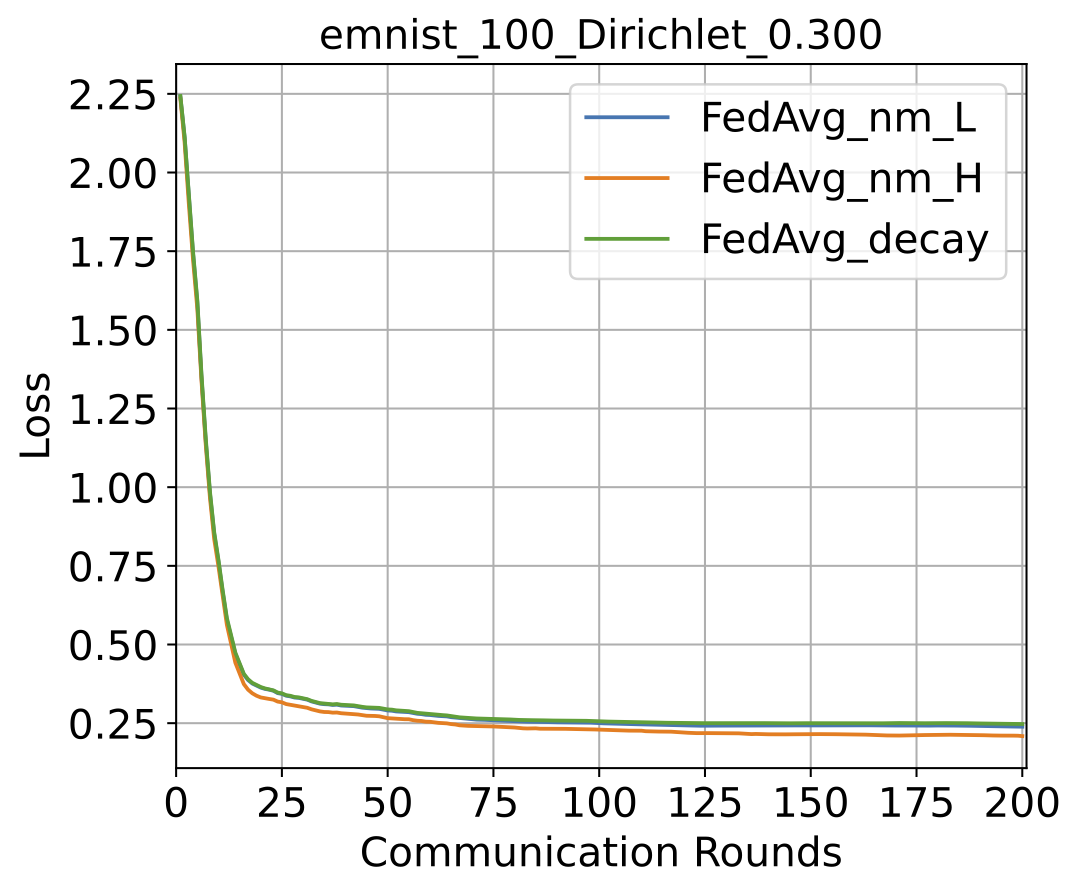 emnist_100_Dirichlet_0.300
FedAvg_nm_L
FedAvg_nm_H
FedAvg_decay
2.25
2.00
1.75
1.50
1.25
1.00
0.75
0.50
0.25
Loss
0 25 50 75 100 125 150 175 200
Communication Rounds